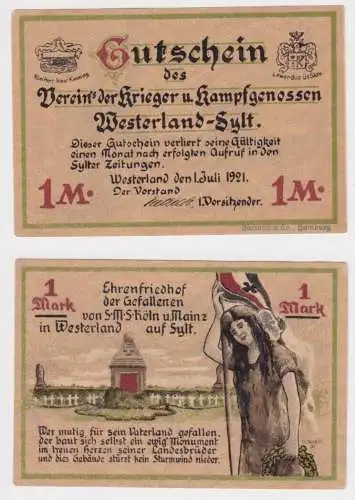 Gutschein
des
Vereins der Krieger u. Kampfgenossen
Westerland-Sylt.
Dieser Gutschein verliert seine Gültigkeit
einen Monat nach erfolgten Aufruf in den
Sylter Zeitungen.
1 M. Westerland den 1. Juli 1921. 1 M.
Der Vorstand
1. Vorsitzender.
Hamburg
1 Mark
Ehrenfriedhof
der Gefallenen
von S·M·S·Köln u. Mainz
in Westerland auf Sylt.
1 Mark
Wer mutig für sein Vaterland gefallen,
der baut sich selbst ein ewig' Monument
im treuen Herzen seiner Landesbrüder
und dies Gebäude stürzt kein Sturmwind nieder.